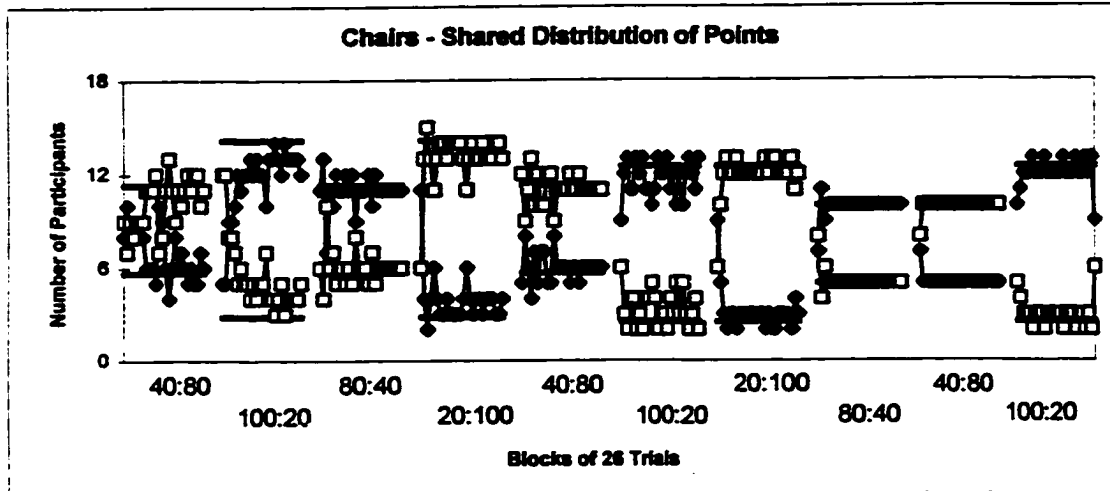 Chairs - Shared Distribution of Points
Number of Participants
18
12
6
0
40:80 80:40 40:80 20:100 40:80
100:20 20:100 100:20 80:40 100:20
Blocks of 26 Trials